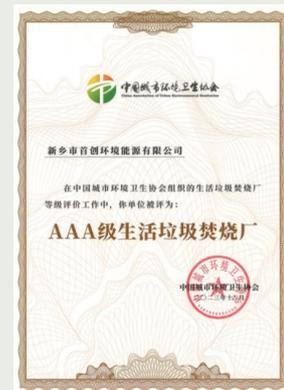 中国城市环境卫生协会
China Association of Urban Environmental Sanitation
新乡市首创环境能源有限公司
在中国城市环境卫生协会组织的生活垃圾焚烧厂
等级评价工作中，你单位被评为：
AAA级生活垃圾焚烧厂
中国城市环境卫生协会